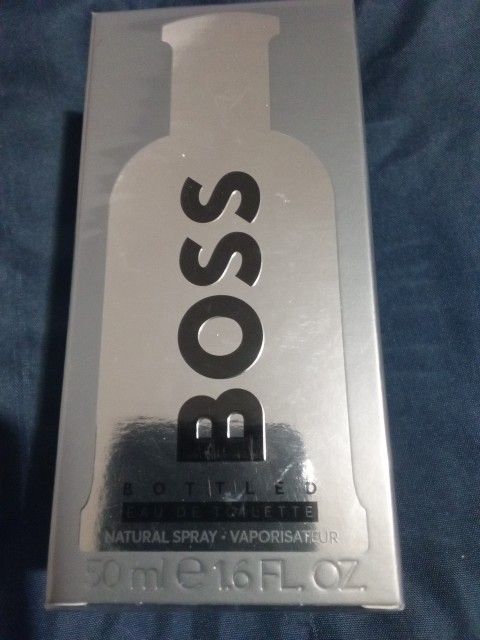 BOSS
BOTTLED
EAU DE TOILETTE
NATURAL SPRAY • VAPORISATEUR
50 ml e 1.6 FL. OZ.